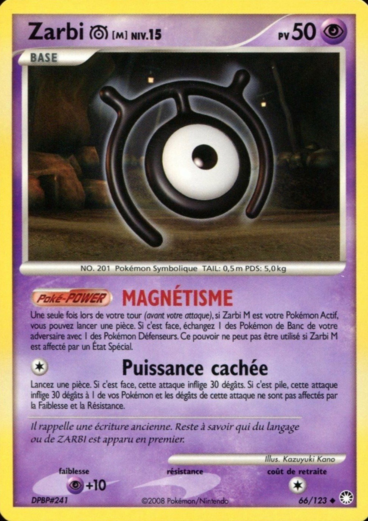 Zarbi [M] NIV.15 PV 50
BASE
NO. 201 Pokémon Symbolique TAIL: 0,5m PDS: 5,0kg
Poké-POWER MAGNÉTISME
Une seule fois lors de votre tour (avant votre attaque), si Zarbi M est votre Pokémon Actif,
vous pouvez lancer une pièce. Si c'est face, échangez 1 des Pokémon de Banc de votre
adversaire avec 1 des Pokémon Défenseurs. Ce pouvoir ne peut pas être utilisé si Zarbi M
est affecté par un État Spécial.
Puissance cachée
Lancez une pièce. Si c'est face, cette attaque inflige 30 dégâts. Si c'est pile, cette attaque
inflige 30 dégâts à 1 de vos Pokémon et les dégâts de cette attaque ne sont pas affectés par
la Faiblesse et la Résistance.
Il rappelle une écriture ancienne. Reste à savoir qui du langage
ou de ZARBI est apparu en premier.
Illus. Kazuyuki Kano
faiblesse résistance coût de retraite
+10
DPBP#241 ©2008 Pokémon/Nintendo 66/123